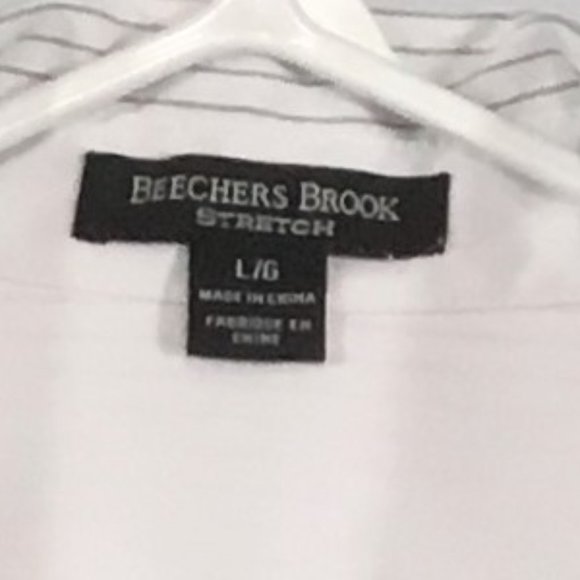 BEECHERS BROOK
STRETCH
L/G
MADE IN CHINA
FABRIQUE EN
CHINE